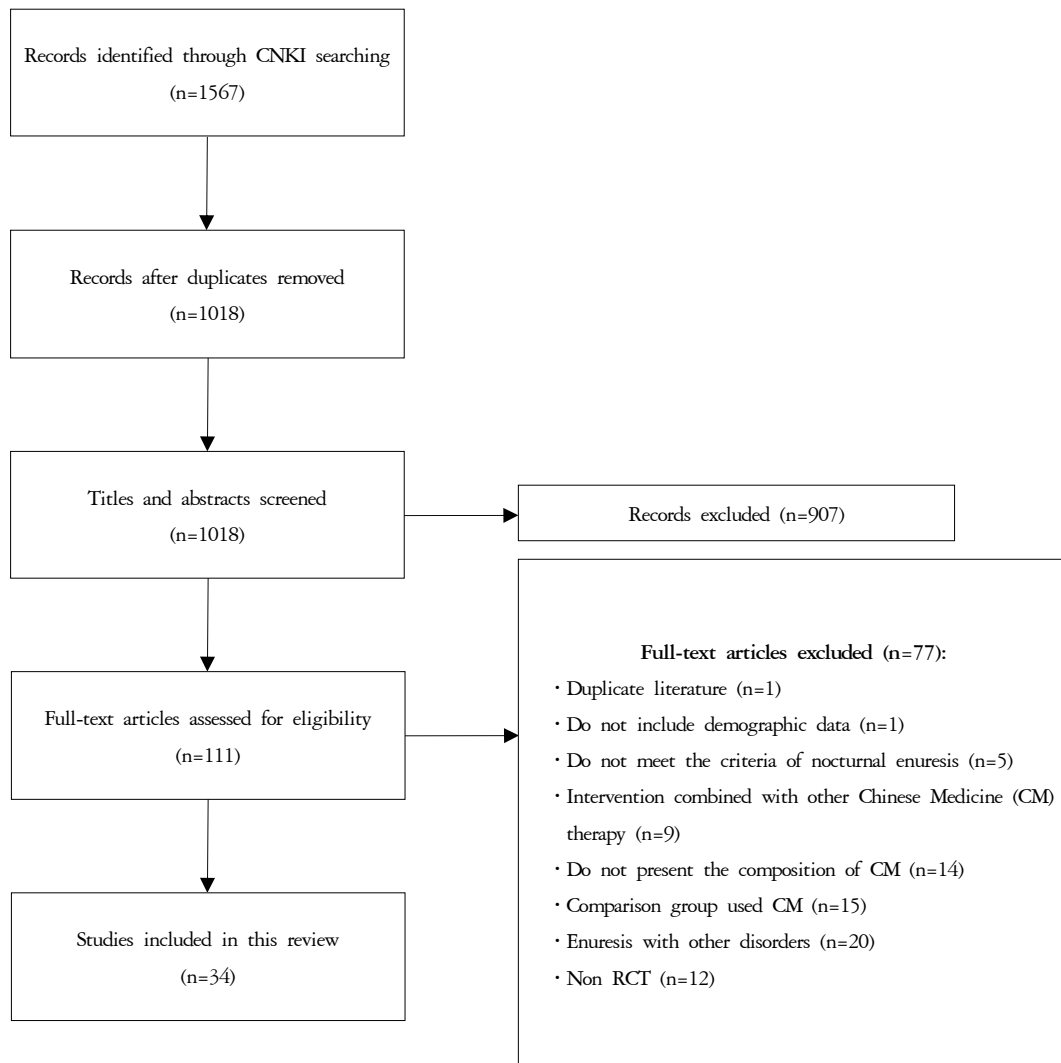 Records identified through CNKI searching
(n=1567)
Records after duplicates removed
(n=1018)
Titles and abstracts screened
(n=1018)
Records excluded (n=907)
Full-text articles assessed for eligibility
(n=111)
Full-text articles excluded (n=77):
· Duplicate literature (n=1)
· Do not include demographic data (n=1)
· Do not meet the criteria of nocturnal enuresis (n=5)
· Intervention combined with other Chinese Medicine (CM)
therapy (n=9)
· Do not present the composition of CM (n=14)
· Comparison group used CM (n=15)
· Enuresis with other disorders (n=20)
· Non RCT (n=12)
Studies included in this review
(n=34)